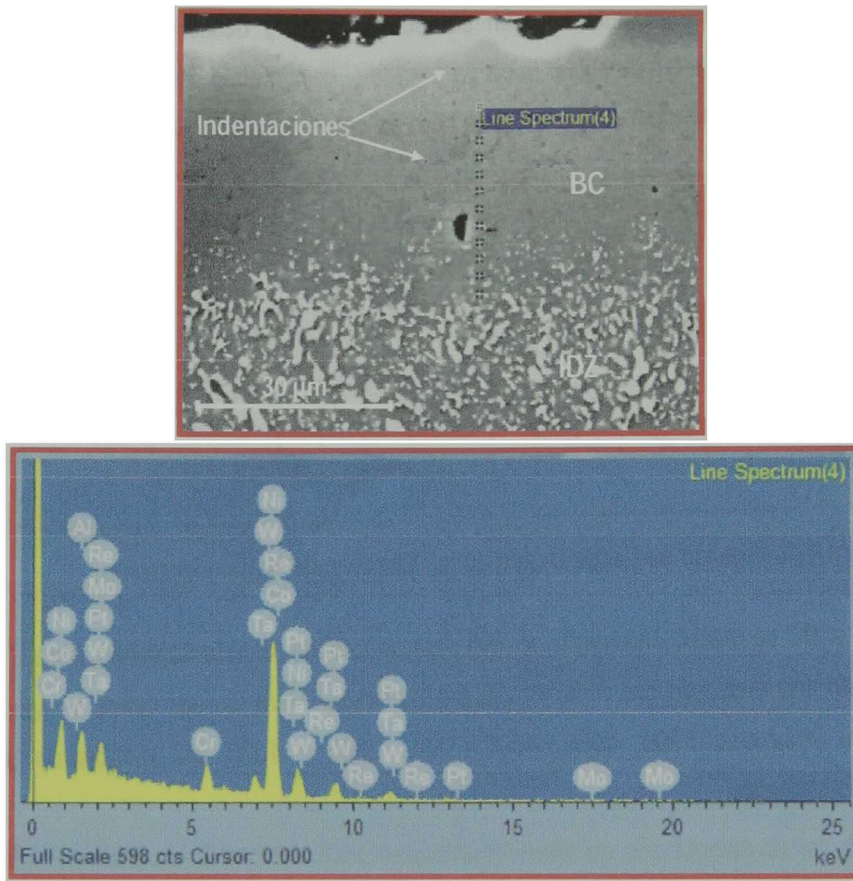 Indentaciones
Line Spectrum(4)
BC
IDZ
30 µm
Line Spectrum(4)
Ni
Co
Cr
W
Al
Re
Mo
Pt
W
Ta
Cr
Ni
W
Re
Co
Ta
Pt
Ni
Ta
W
Re
Pt
Ta
W
Re
Pt
Ta
W
Re
Pt
Mo
Mo
0 5 10 15 20 25
Full Scale 598 cts Cursor: 0.000 keV